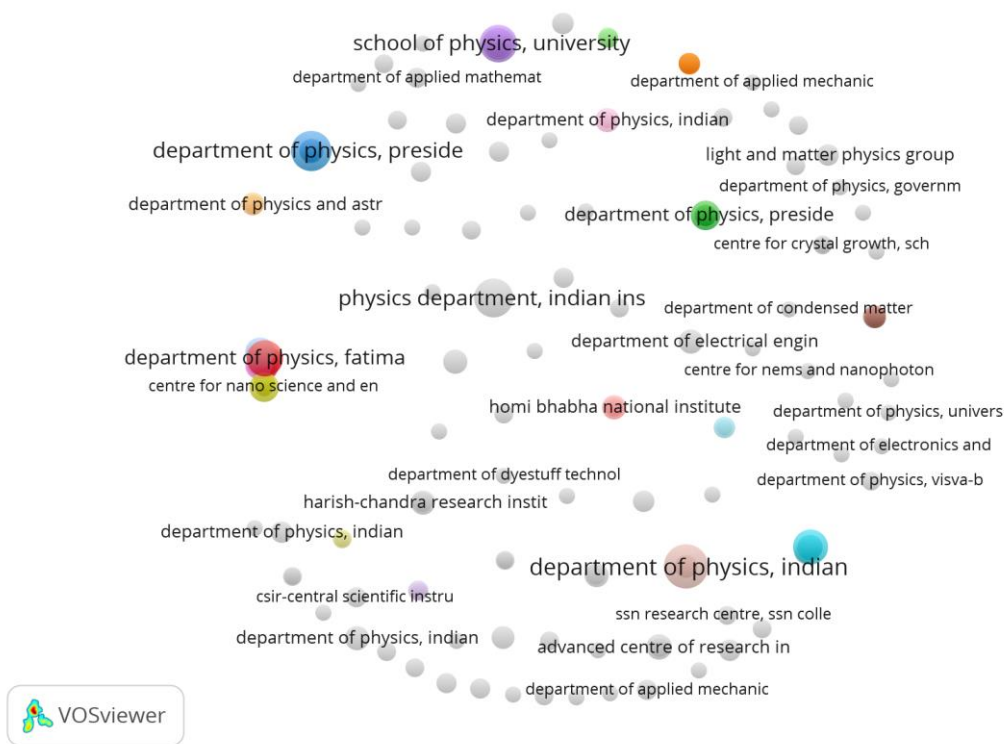 school of physics, university
department of applied mathemat
department of applied mechanic
department of physics, indian
department of physics, preside
light and matter physics group
department of physics, governm
department of physics and astr
department of physics, preside
centre for crystal growth, sch
physics department, indian ins
department of condensed matter
department of electrical engin
department of physics, fatima
centre for nems and nanophoton
centre for nano science and en
homi bhabha national institute
department of physics, univers
department of electronics and
department of dyestuff technol
department of physics, visva-b
harish-chandra research instit
department of physics, indian
department of physics, indian
csir-central scientific instru
ssn research centre, ssn colle
department of physics, indian
advanced centre of research in
department of applied mechanic
VOSviewer